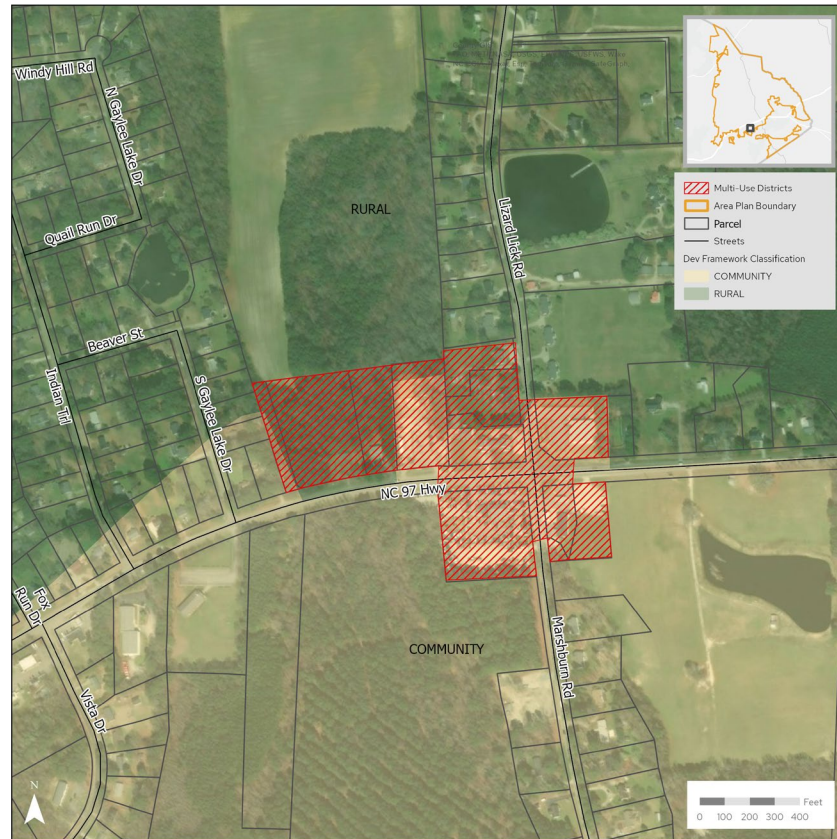 Windy Hill Rd
N Gaylee Lake Dr
Quail Run Dr
Beaver St
S Gaylee Lake Dr
Indian Trl
RURAL
Lizard Lick Rd
Multi-Use Districts
Area Plan Boundary
Parcel
Streets
Dev Framework Classification
COMMUNITY
RURAL
NC 97 Hwy
Fox
Run Dr
Vista Dr
COMMUNITY
Marshburn Rd
N
Feet
0 100 200 300 400